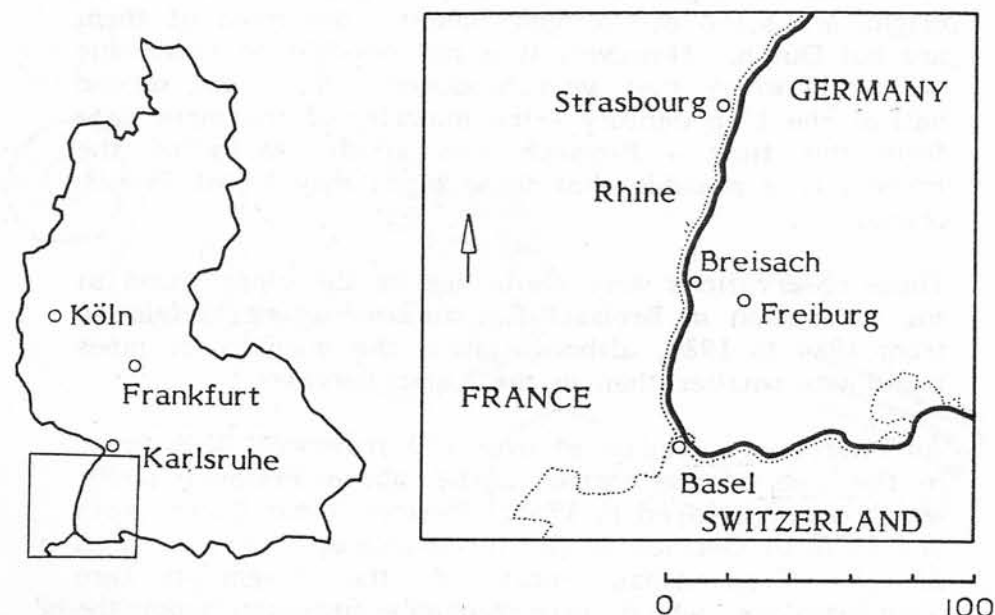 Köln
Frankfurt
Karlsruhe
Strasbourg
GERMANY
Rhine
Breisach
Freiburg
FRANCE
Basel
SWITZERLAND
0 100